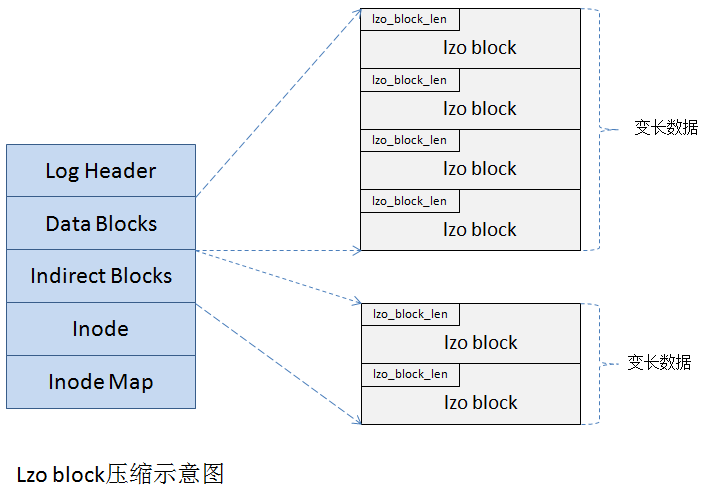 Log Header
Data Blocks
Indirect Blocks
Inode
Inode Map
lzo_block_len
lzo block
lzo_block_len
lzo block
lzo_block_len
lzo block
lzo_block_len
lzo block
变长数据
lzo_block_len
lzo block
lzo_block_len
lzo block
变长数据
Lzo block压缩示意图